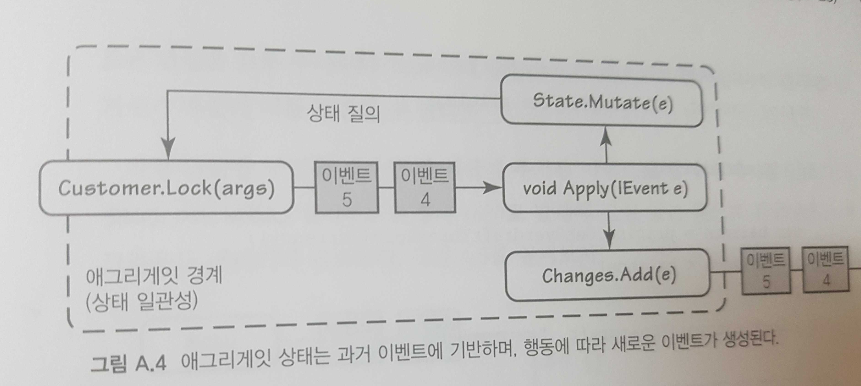 State.Mutate(e)
상태 질의
Customer.Lock(args)
이벤트
5
이벤트
4
void Apply(IEvent e)
Changes.Add(e)
이벤트
5
이벤트
4
애그리게잇 경계
(상태 일관성)
그림 A.4 애그리게잇 상태는 과거 이벤트에 기반하며, 행동에 따라 새로운 이벤트가 생성된다.